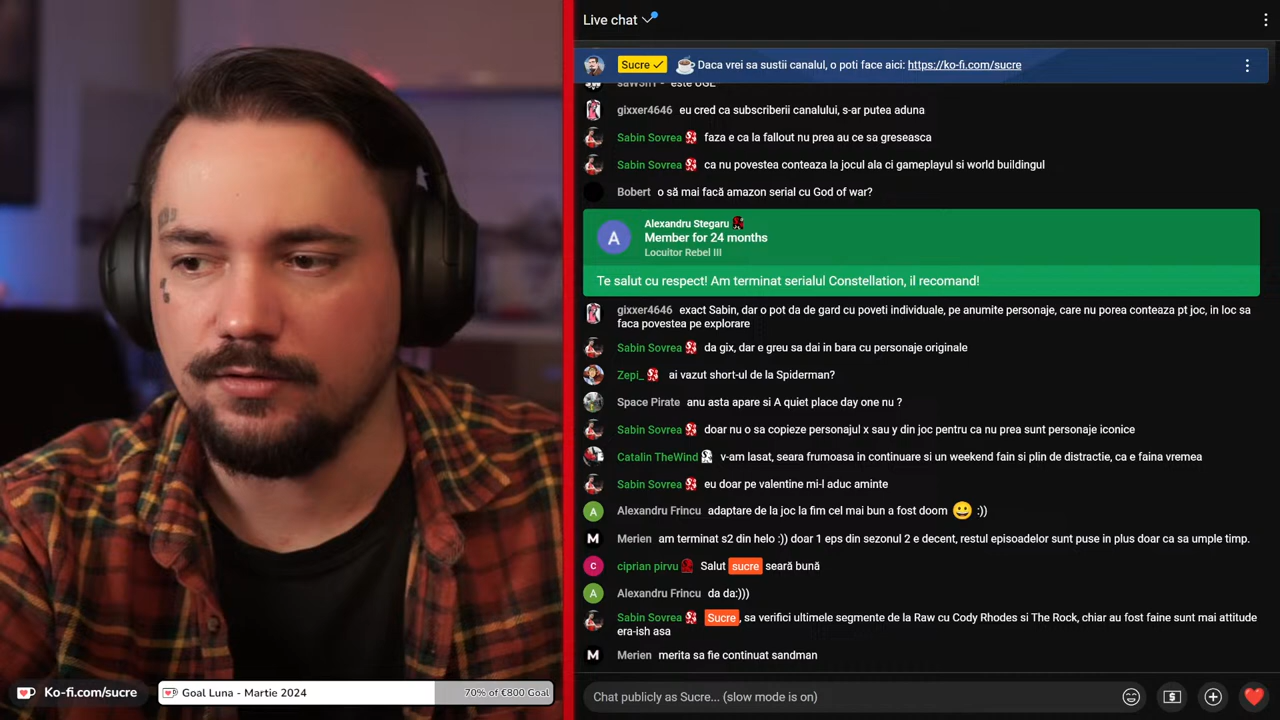 Live chat
Sucre Daca vrei sa sustii canalul, o poti face aici: https://ko-fi.com/sucre
gixxer4646 eu cred ca subscriberii canalului, s-ar putea aduna
Sabin Sovrea faza e ca la fallout nu prea au ce sa greseasca
Sabin Sovrea ca nu povestea conteaza la jocul ala ci gameplayul si world buildingul
Bobert o să mai facă amazon serial cu God of war?
A
Alexandru Stegaru
Member for 24 months
Locuitor Rebel III
Te salut cu respect! Am terminat serialul Constellation, il recomand!
gixxer4646 exact Sabin, dar o pot da de gard cu poveti individuale, pe anumite personaje, care nu porea conteaza pt joc, in loc sa
faca povestea pe explorare
Sabin Sovrea da gix, dar e greu sa dai in bara cu personaje originale
Zepi_ ai vazut short-ul de la Spiderman?
Space Pirate anu asta apare si A quiet place day one nu ?
Sabin Sovrea doar nu o sa copieze personajul x sau y din joc pentru ca nu prea sunt personaje iconice
Catalin TheWind v-am lasat, seara frumoasa in continuare si un weekend fain si plin de distractie, ca e faina vremea
Sabin Sovrea eu doar pe valentine mi-l aduc aminte
A Alexandru Frincu adaptare de la joc la fim cel mai bun a fost doom 😀 :))
M Merien am terminat s2 din helo :)) doar 1 eps din sezonul 2 e decent, restul episoadelor sunt puse in plus doar ca sa umple timp.
C ciprian pirvu Salut sucre seară bună
A Alexandru Frincu da da:)))
Sabin Sovrea Sucre, sa verifici ultimele segmente de la Raw cu Cody Rhodes si The Rock, chiar au fost faine sunt mai attitude
era-ish asa
M Merien merita sa fie continuat sandman
Chat publicly as Sucre... (slow mode is on)
Ko-fi.com/sucre
Goal Luna - Martie 2024
70% of €800 Goal